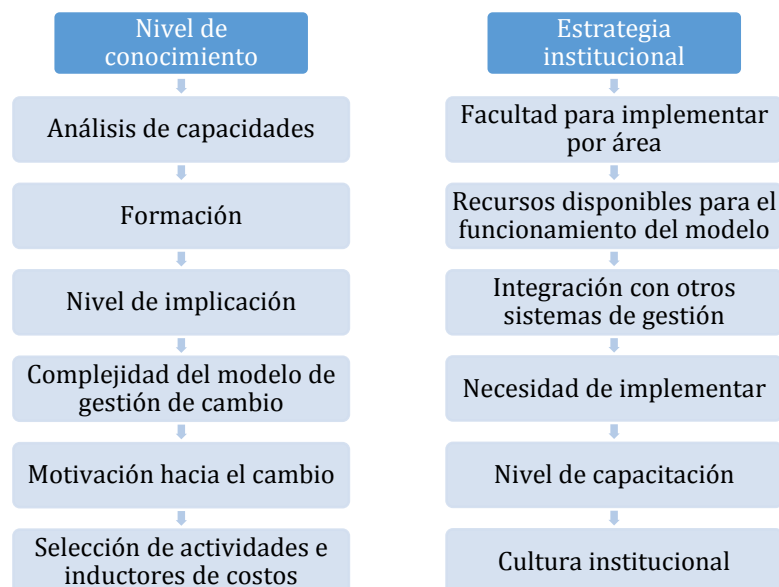 Nivel de
conocimiento
Análisis de capacidades
Formación
Nivel de implicación
Complejidad del modelo de
gestión de cambio
Motivación hacia el cambio
Selección de actividades e
inductores de costos
Estrategia
institucional
Facultad para implementar
por área
Recursos disponibles para el
funcionamiento del modelo
Integración con otros
sistemas de gestión
Necesidad de implementar
Nivel de capacitación
Cultura institucional